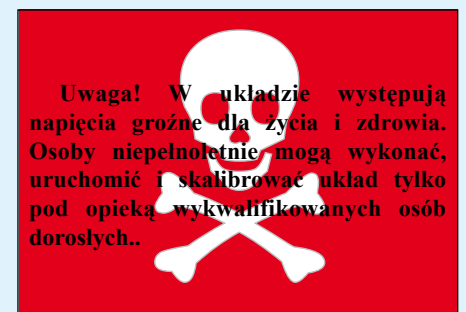 Uwaga! W układzie występują
napięcia groźne dla życia i zdrowia.
Osoby niepełnoletnie mogą wykonać,
uruchomić i skalibrować układ tylko
pod opieką wykwalifikowanych osób
dorosłych..